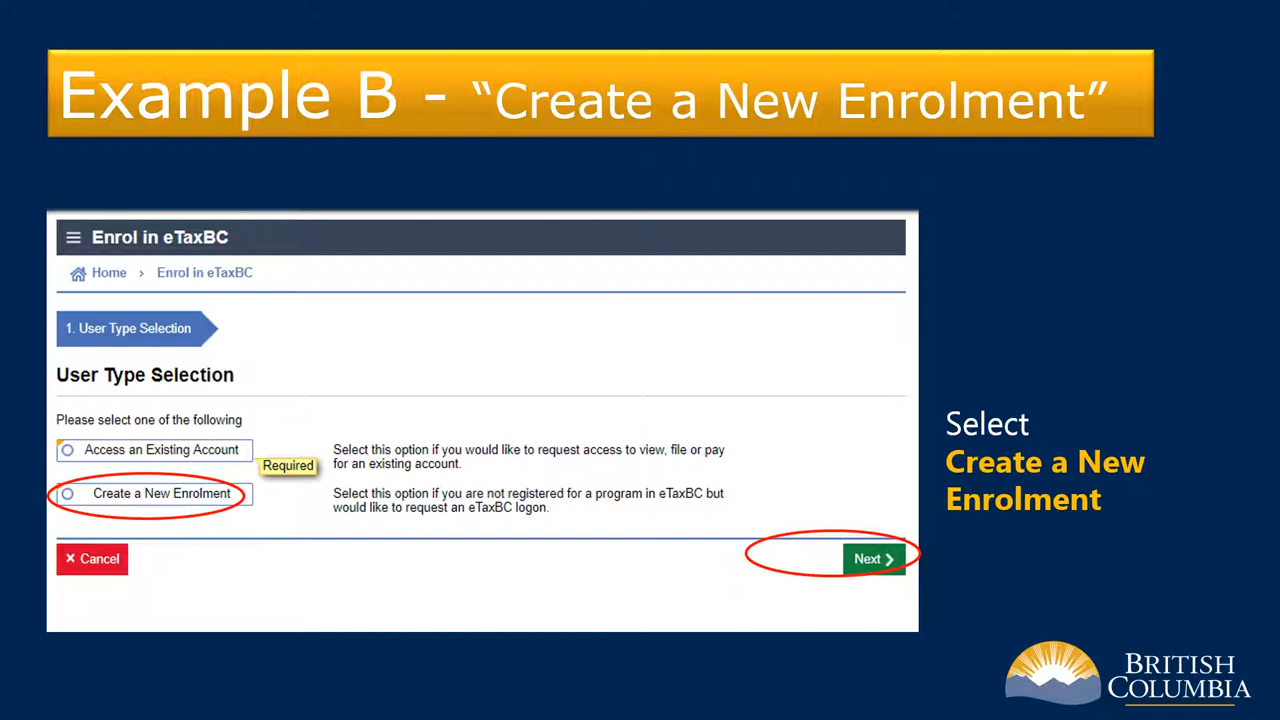 Example B - “Create a New Enrolment”
Enrol in eTaxBC
Home › Enrol in eTaxBC
1. User Type Selection
User Type Selection
Please select one of the following
Access an Existing Account
Select this option if you would like to request access to view, file or pay
for an existing account.
Required
Create a New Enrolment
Select this option if you are not registered for a program in eTaxBC but
would like to request an eTaxBC logon.
Cancel
Next
Select
Create a New
Enrolment
BRITISH
COLUMBIA